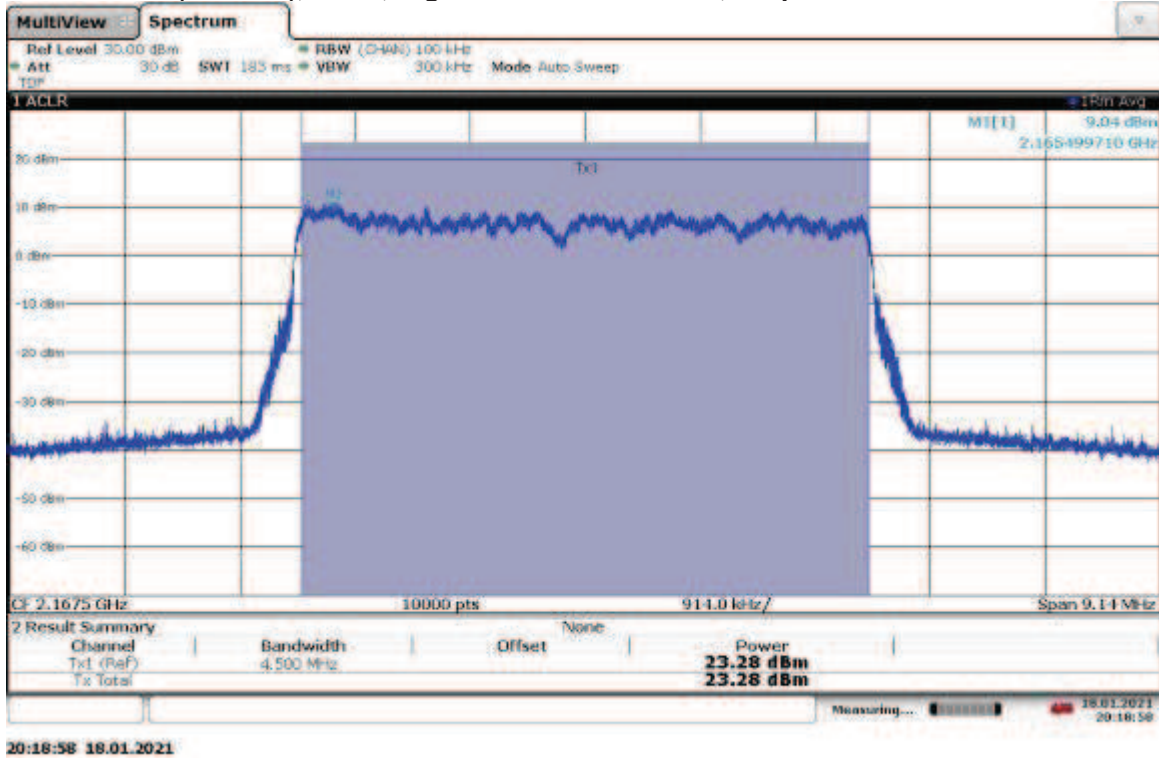 MultiView Spectrum
Ref Level 30.00 dBm RBW (CHAN) 100 kHz
Att 30 dB SWT 183 ms VBW 300 kHz Mode Auto Sweep
TDF
1 ACLR 1Rm Avg
M1[1] 9.04 dBm
2.165499710 GHz
20 dBm
Tx1
M1
10 dBm
0 dBm
-10 dBm
-20 dBm
-30 dBm
-50 dBm
-60 dBm
CF 2.1675 GHz 10000 pts 914.0 kHz/ Span 9.14 MHz
2 Result Summary None
Channel Bandwidth Offset Power
Tx1 (Ref) 4.500 MHz 23.28 dBm
Tx Total 23.28 dBm
Measuring... 18.01.2021
20:18:58
20:18:58 18.01.2021